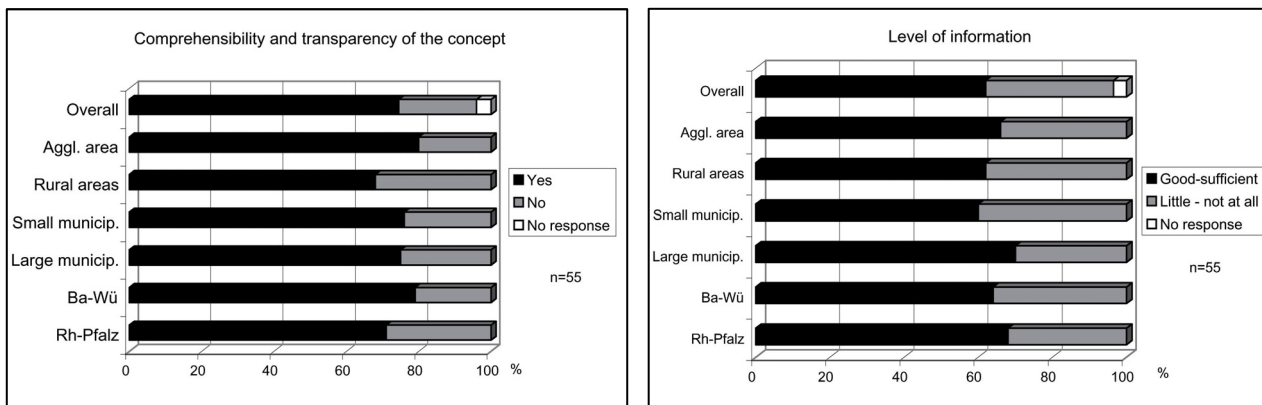 Comprehensibility and transparency of the concept
Overall
Aggl. area
Rural areas
Small municip.
Large municip.
Ba-Wü
Rh-Pfalz
0 20 40 60 80 100 %
Yes
No
No response
n=55
Level of information
Overall
Aggl. area
Rural areas
Small municip.
Large municip.
Ba-Wü
Rh-Pfalz
0 20 40 60 80 100 %
Good-sufficient
Little - not at all
No response
n=55